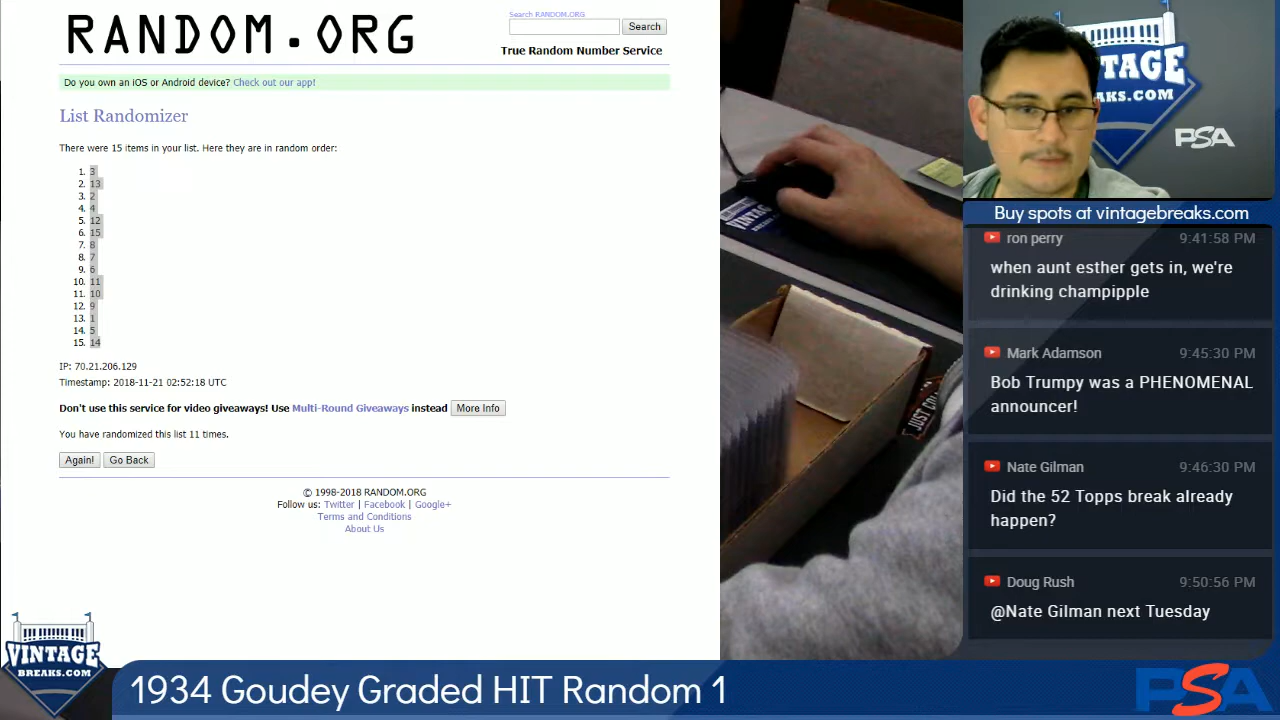 RANDOM.ORG
Search RANDOM.ORG
Search
True Random Number Service
Do you own an iOS or Android device? Check out our app!
List Randomizer
There were 15 items in your list. Here they are in random order:
1. 3
2. 13
3. 2
4. 4
5. 12
6. 15
7. 8
8. 7
9. 6
10. 11
11. 10
12. 9
13. 1
14. 5
15. 14
IP: 70.21.206.129
Timestamp: 2018-11-21 02:52:18 UTC
Don't use this service for video giveaways! Use Multi-Round Giveaways instead More Info
You have randomized this list 11 times.
Again! Go Back
© 1998-2018 RANDOM.ORG
Follow us: Twitter | Facebook | Google+
Terms and Conditions
About Us
TAGE
KS.COM
PSA
Buy spots at vintagebreaks.com
ron perry 9:41:58 PM
when aunt esther gets in, we're
drinking champipple
Mark Adamson 9:45:30 PM
Bob Trumpy was a PHENOMENAL
announcer!
Nate Gilman 9:46:30 PM
Did the 52 Topps break already
happen?
Doug Rush 9:50:56 PM
@Nate Gilman next Tuesday
JUST
VINTAGE
BREAKS.COM
1934 Goudey Graded HIT Random 1
PSA